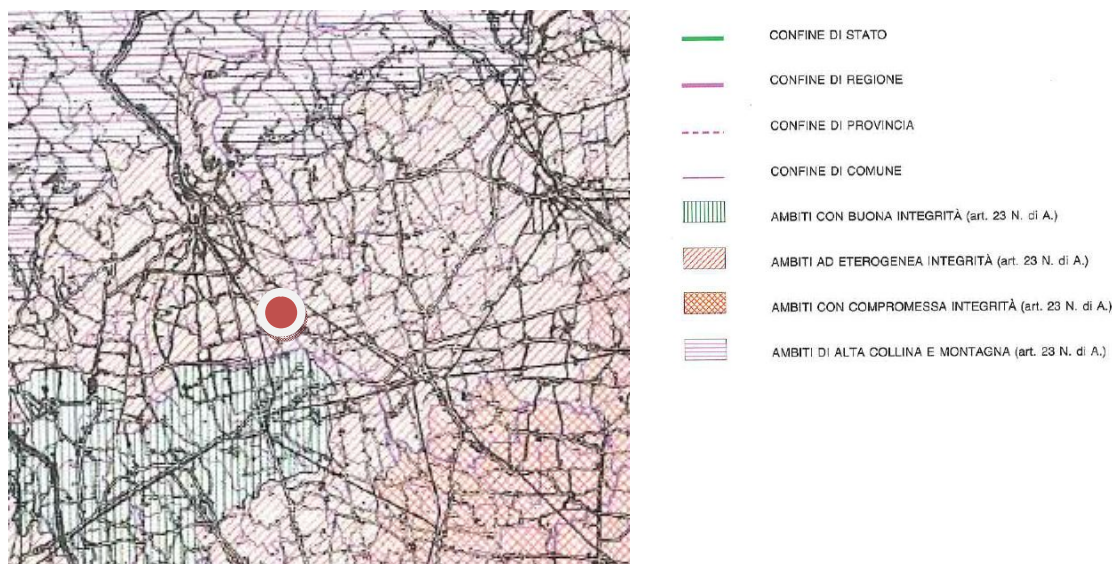 CONFINE DI STATO
CONFINE DI REGIONE
CONFINE DI PROVINCIA
CONFINE DI COMUNE
AMBITI CON BUONA INTEGRITÀ (art. 23 N. di A.)
AMBITI AD ETEROGENEA INTEGRITÀ (art. 23 N. di A.)
AMBITI CON COMPROMESSA INTEGRITÀ (art. 23 N. di A.)
AMBITI DI ALTA COLLINA E MONTAGNA (art. 23 N. di A.)